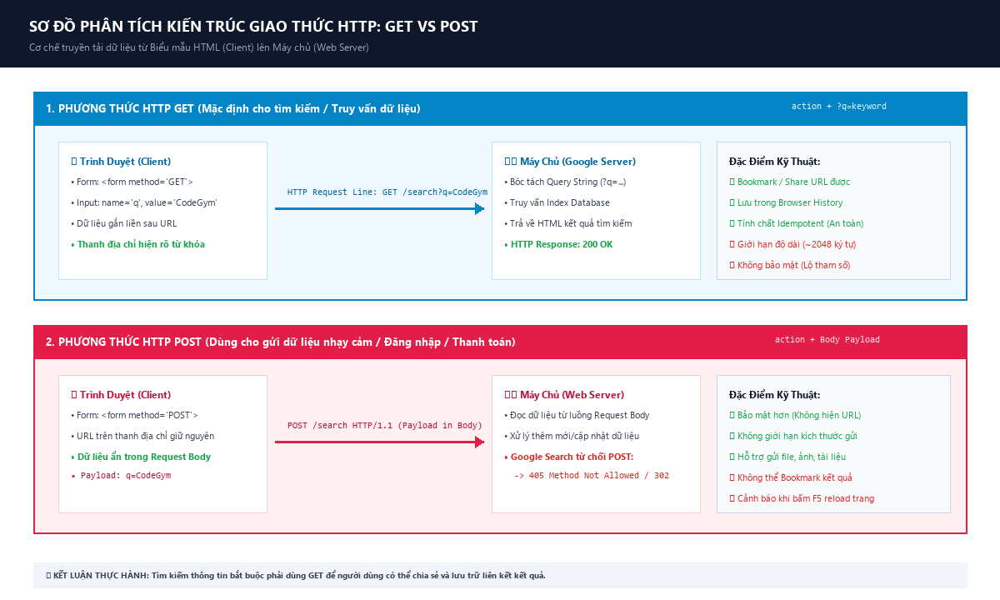 SƠ ĐỒ PHÂN TÍCH KIẾN TRÚC GIAO THỨC HTTP: GET VS POST
Cơ chế truyền tải dữ liệu từ Biểu mẫu HTML (Client) lên Máy chủ (Web Server)
1. PHƯƠNG THỨC HTTP GET (Mặc định cho tìm kiếm / Truy vấn dữ liệu)
action + ?q=keyword
Trình Duyệt (Client)
• Form: <form method='GET'>
• Input: name='q', value='CodeGym'
• Dữ liệu gắn liền sau URL
• Thanh địa chỉ hiện rõ từ khóa
HTTP Request Line: GET /search?q=CodeGym
Máy Chủ (Google Server)
• Bóc tách Query String (?q=...)
• Truy vấn Index Database
• Trả về HTML kết quả tìm kiếm
• HTTP Response: 200 OK
Đặc Điểm Kỹ Thuật:
Bookmark / Share URL được
Lưu trong Browser History
Tính chất Idempotent (An toàn)
Giới hạn độ dài (~2048 ký tự)
Không bảo mật (Lộ tham số)
2. PHƯƠNG THỨC HTTP POST (Dùng cho gửi dữ liệu nhạy cảm / Đăng nhập / Thanh toán)
action + Body Payload
Trình Duyệt (Client)
• Form: <form method='POST'>
• URL trên thanh địa chỉ giữ nguyên
• Dữ liệu ẩn trong Request Body
• Payload: q=CodeGym
POST /search HTTP/1.1 (Payload in Body)
Máy Chủ (Web Server)
• Đọc dữ liệu từ luồng Request Body
• Xử lý thêm mới/cập nhật dữ liệu
• Google Search từ chối POST:
-> 405 Method Not Allowed / 302
Đặc Điểm Kỹ Thuật:
Bảo mật hơn (Không hiện URL)
Không giới hạn kích thước gửi
Hỗ trợ gửi file, ảnh, tài liệu
Không thể Bookmark kết quả
Cảnh báo khi bấm F5 reload trang
KẾT LUẬN THỰC HÀNH: Tìm kiếm thông tin bắt buộc phải dùng GET để người dùng có thể chia sẻ và lưu trữ liên kết kết quả.